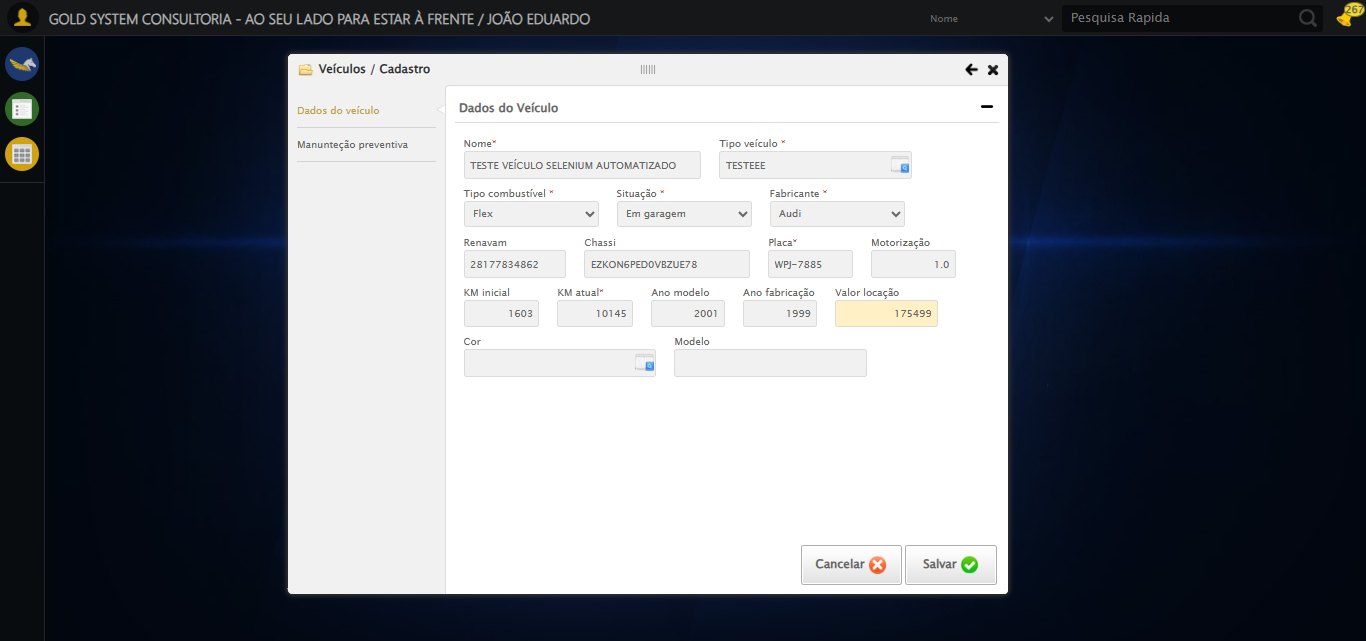 GOLD SYSTEM CONSULTORIA - AO SEU LADO PARA ESTAR À FRENTE / JOÃO EDUARDO
Nome
Pesquisa Rapida
267
Veículos / Cadastro
Dados do veículo
Manunteção preventiva
Dados do Veículo
Nome* Tipo veículo *
TESTE VEÍCULO SELENIUM AUTOMATIZADO TESTEEE
Tipo combustível * Situação * Fabricante *
Flex Em garagem Audi
Renavam Chassi Placa* Motorização
28177834862 EZKON6PED0VBZUE78 WPJ-7885 1.0
KM inicial KM atual* Ano modelo Ano fabricação Valor locação
1603 10145 2001 1999 175499
Cor Modelo
Cancelar Salvar